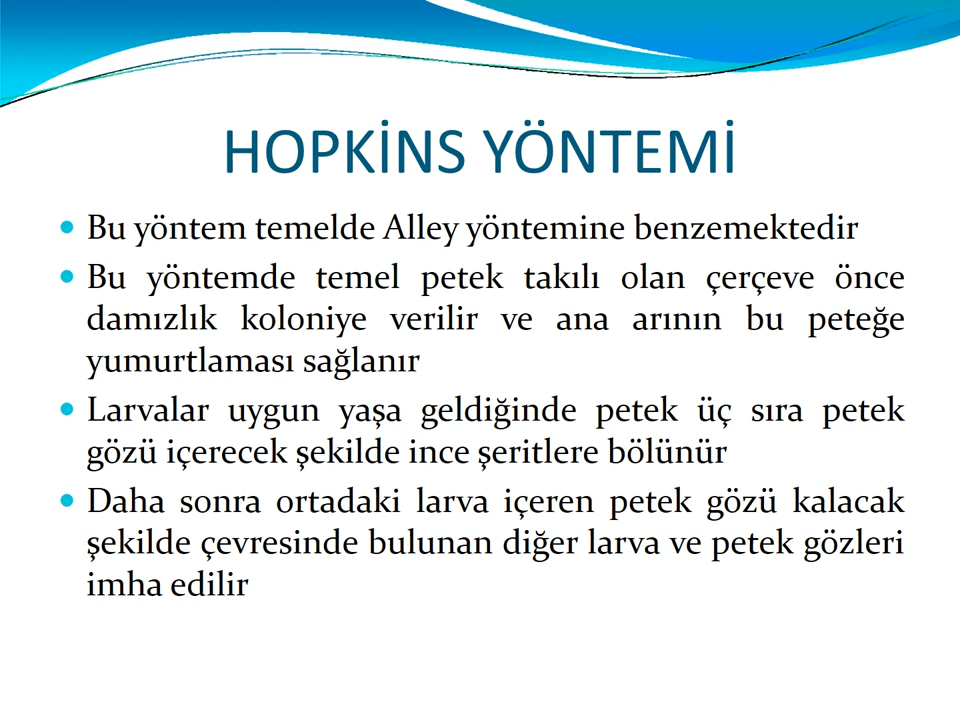 HOPKİNS YÖNTEMİ
• Bu yöntem temelde Alley yöntemine benzemektedir
• Bu yöntemde temel petek takılı olan çerçeve önce
damızlık koloniye verilir ve ana arının bu peteğe
yumurtlaması sağlanır
• Larvalar uygun yaşa geldiğinde petek üç sıra petek
gözü içerecek şekilde ince şeritlere bölünür
• Daha sonra ortadaki larva içeren petek gözü kalacak
şekilde çevresinde bulunan diğer larva ve petek gözleri
imha edilir